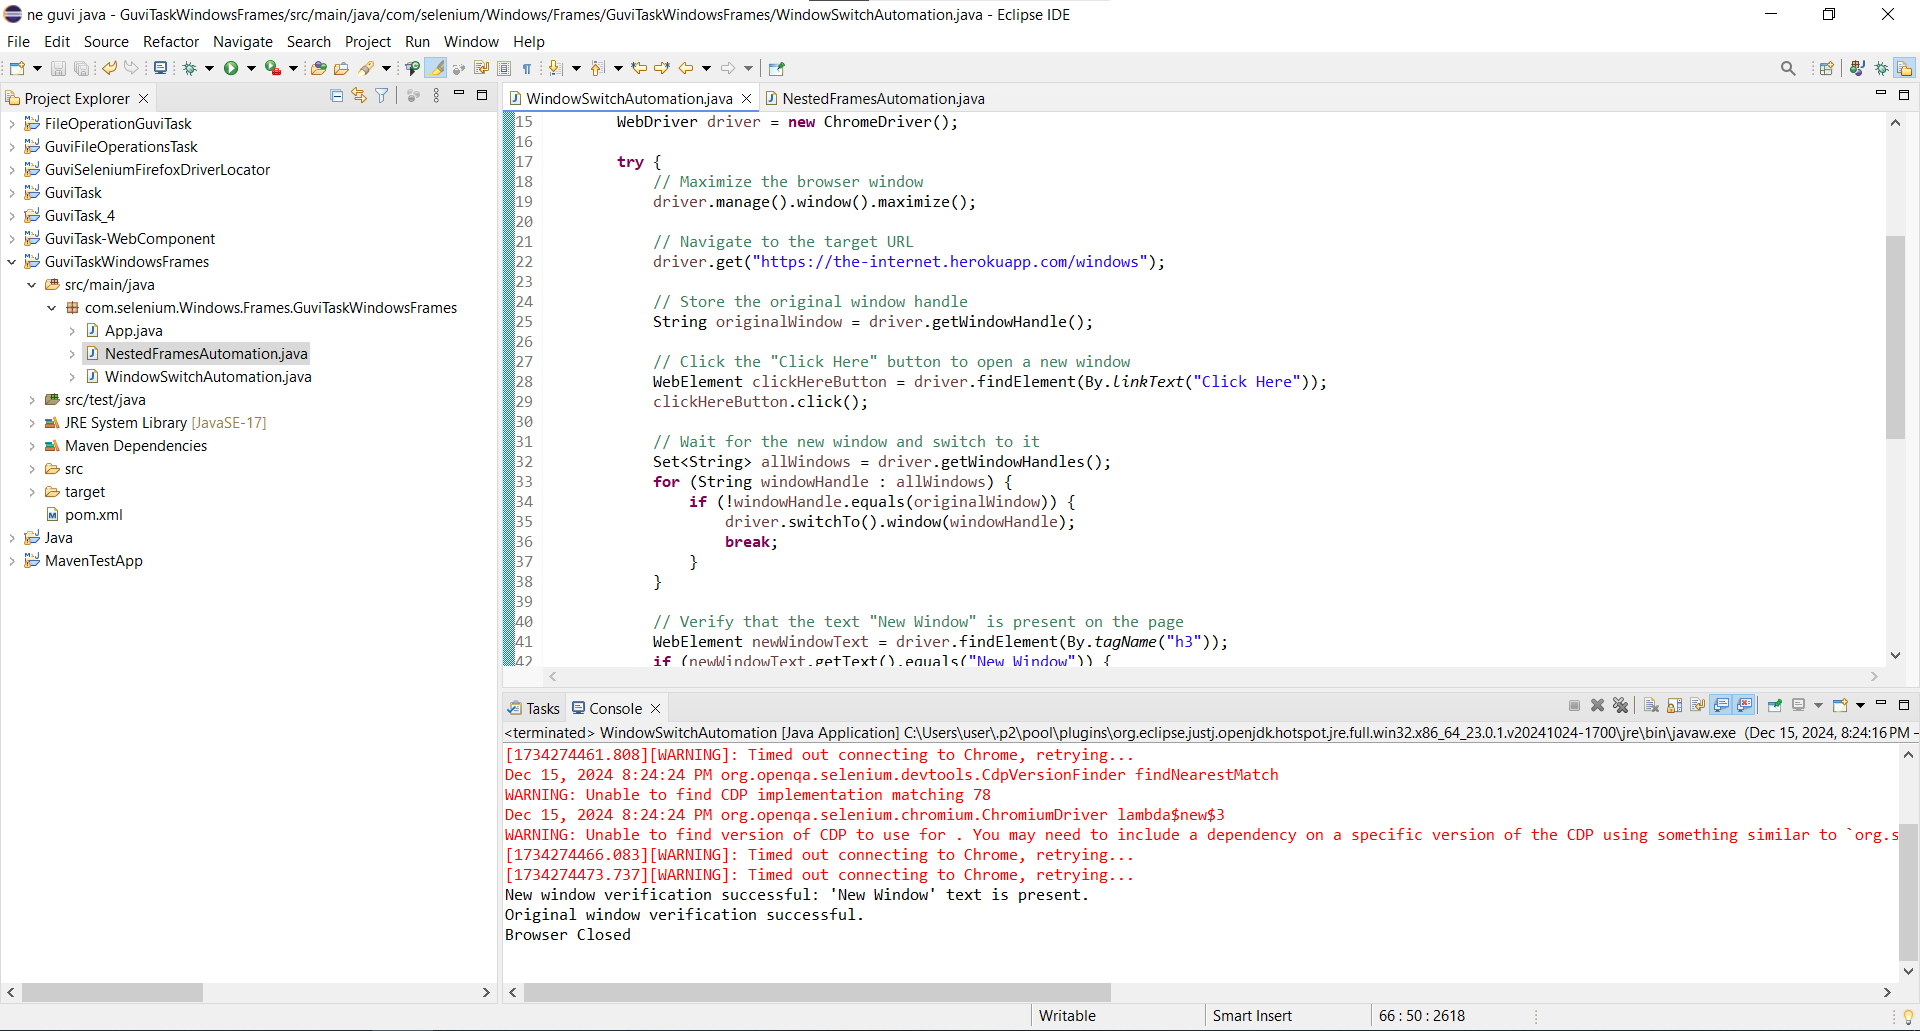 ne guvi java - GuviTaskWindowsFrames/src/main/java/com/selenium/Windows/Frames/GuviTaskWindowsFrames/WindowSwitchAutomation.java - Eclipse IDE
File Edit Source Refactor Navigate Search Project Run Window Help
Project Explorer
FileOperationGuviTask
GuviFileOperationsTask
GuviSeleniumFirefoxDriverLocator
GuviTask
GuviTask_4
GuviTask-WebComponent
GuviTaskWindowsFrames
src/main/java
com.selenium.Windows.Frames.GuviTaskWindowsFrames
App.java
NestedFramesAutomation.java
WindowSwitchAutomation.java
src/test/java
JRE System Library [JavaSE-17]
Maven Dependencies
src
target
pom.xml
Java
MavenTestApp
WindowSwitchAutomation.java NestedFramesAutomation.java
15 WebDriver driver = new ChromeDriver();
16
17 try {
18 // Maximize the browser window
19 driver.manage().window().maximize();
20
21 // Navigate to the target URL
22 driver.get("https://the-internet.herokuapp.com/windows");
23
24 // Store the original window handle
25 String originalWindow = driver.getWindowHandle();
26
27 // Click the "Click Here" button to open a new window
28 WebElement clickHereButton = driver.findElement(By.linkText("Click Here"));
29 clickHereButton.click();
30
31 // Wait for the new window and switch to it
32 Set<String> allWindows = driver.getWindowHandles();
33 for (String windowHandle : allWindows) {
34 if (!windowHandle.equals(originalWindow)) {
35 driver.switchTo().window(windowHandle);
36 break;
37 }
38 }
39
40 // Verify that the text "New Window" is present on the page
41 WebElement newWindowText = driver.findElement(By.tagName("h3"));
42 if (newWindowText.getText().equals("New Window")) {
Tasks Console
<terminated> WindowSwitchAutomation [Java Application] C:\Users\user\.p2\pool\plugins\org.eclipse.justj.openjdk.hotspot.jre.full.win32.x86_64_23.0.1.v20241024-1700\jre\bin\javaw.exe (Dec 15, 2024, 8:24:16 PM –
[1734274461.808][WARNING]: Timed out connecting to Chrome, retrying...
Dec 15, 2024 8:24:24 PM org.openqa.selenium.devtools.CdpVersionFinder findNearestMatch
WARNING: Unable to find CDP implementation matching 78
Dec 15, 2024 8:24:24 PM org.openqa.selenium.chromium.ChromiumDriver lambda$new$3
WARNING: Unable to find version of CDP to use for . You may need to include a dependency on a specific version of the CDP using something similar to `org.s
[1734274466.083][WARNING]: Timed out connecting to Chrome, retrying...
[1734274473.737][WARNING]: Timed out connecting to Chrome, retrying...
New window verification successful: 'New Window' text is present.
Original window verification successful.
Browser Closed
Writable Smart Insert 66 : 50 : 2618